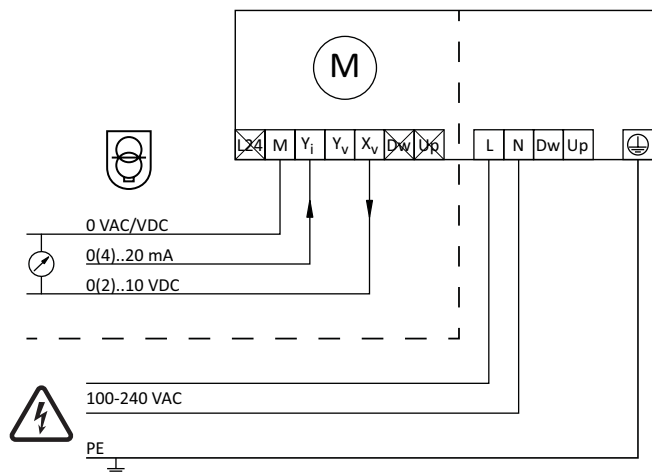 M
L24 M Yi Yv Xv Dw Up L N Dw Up
0 VAC/VDC
0(4)..20 mA
0(2)..10 VDC
100-240 VAC
PE